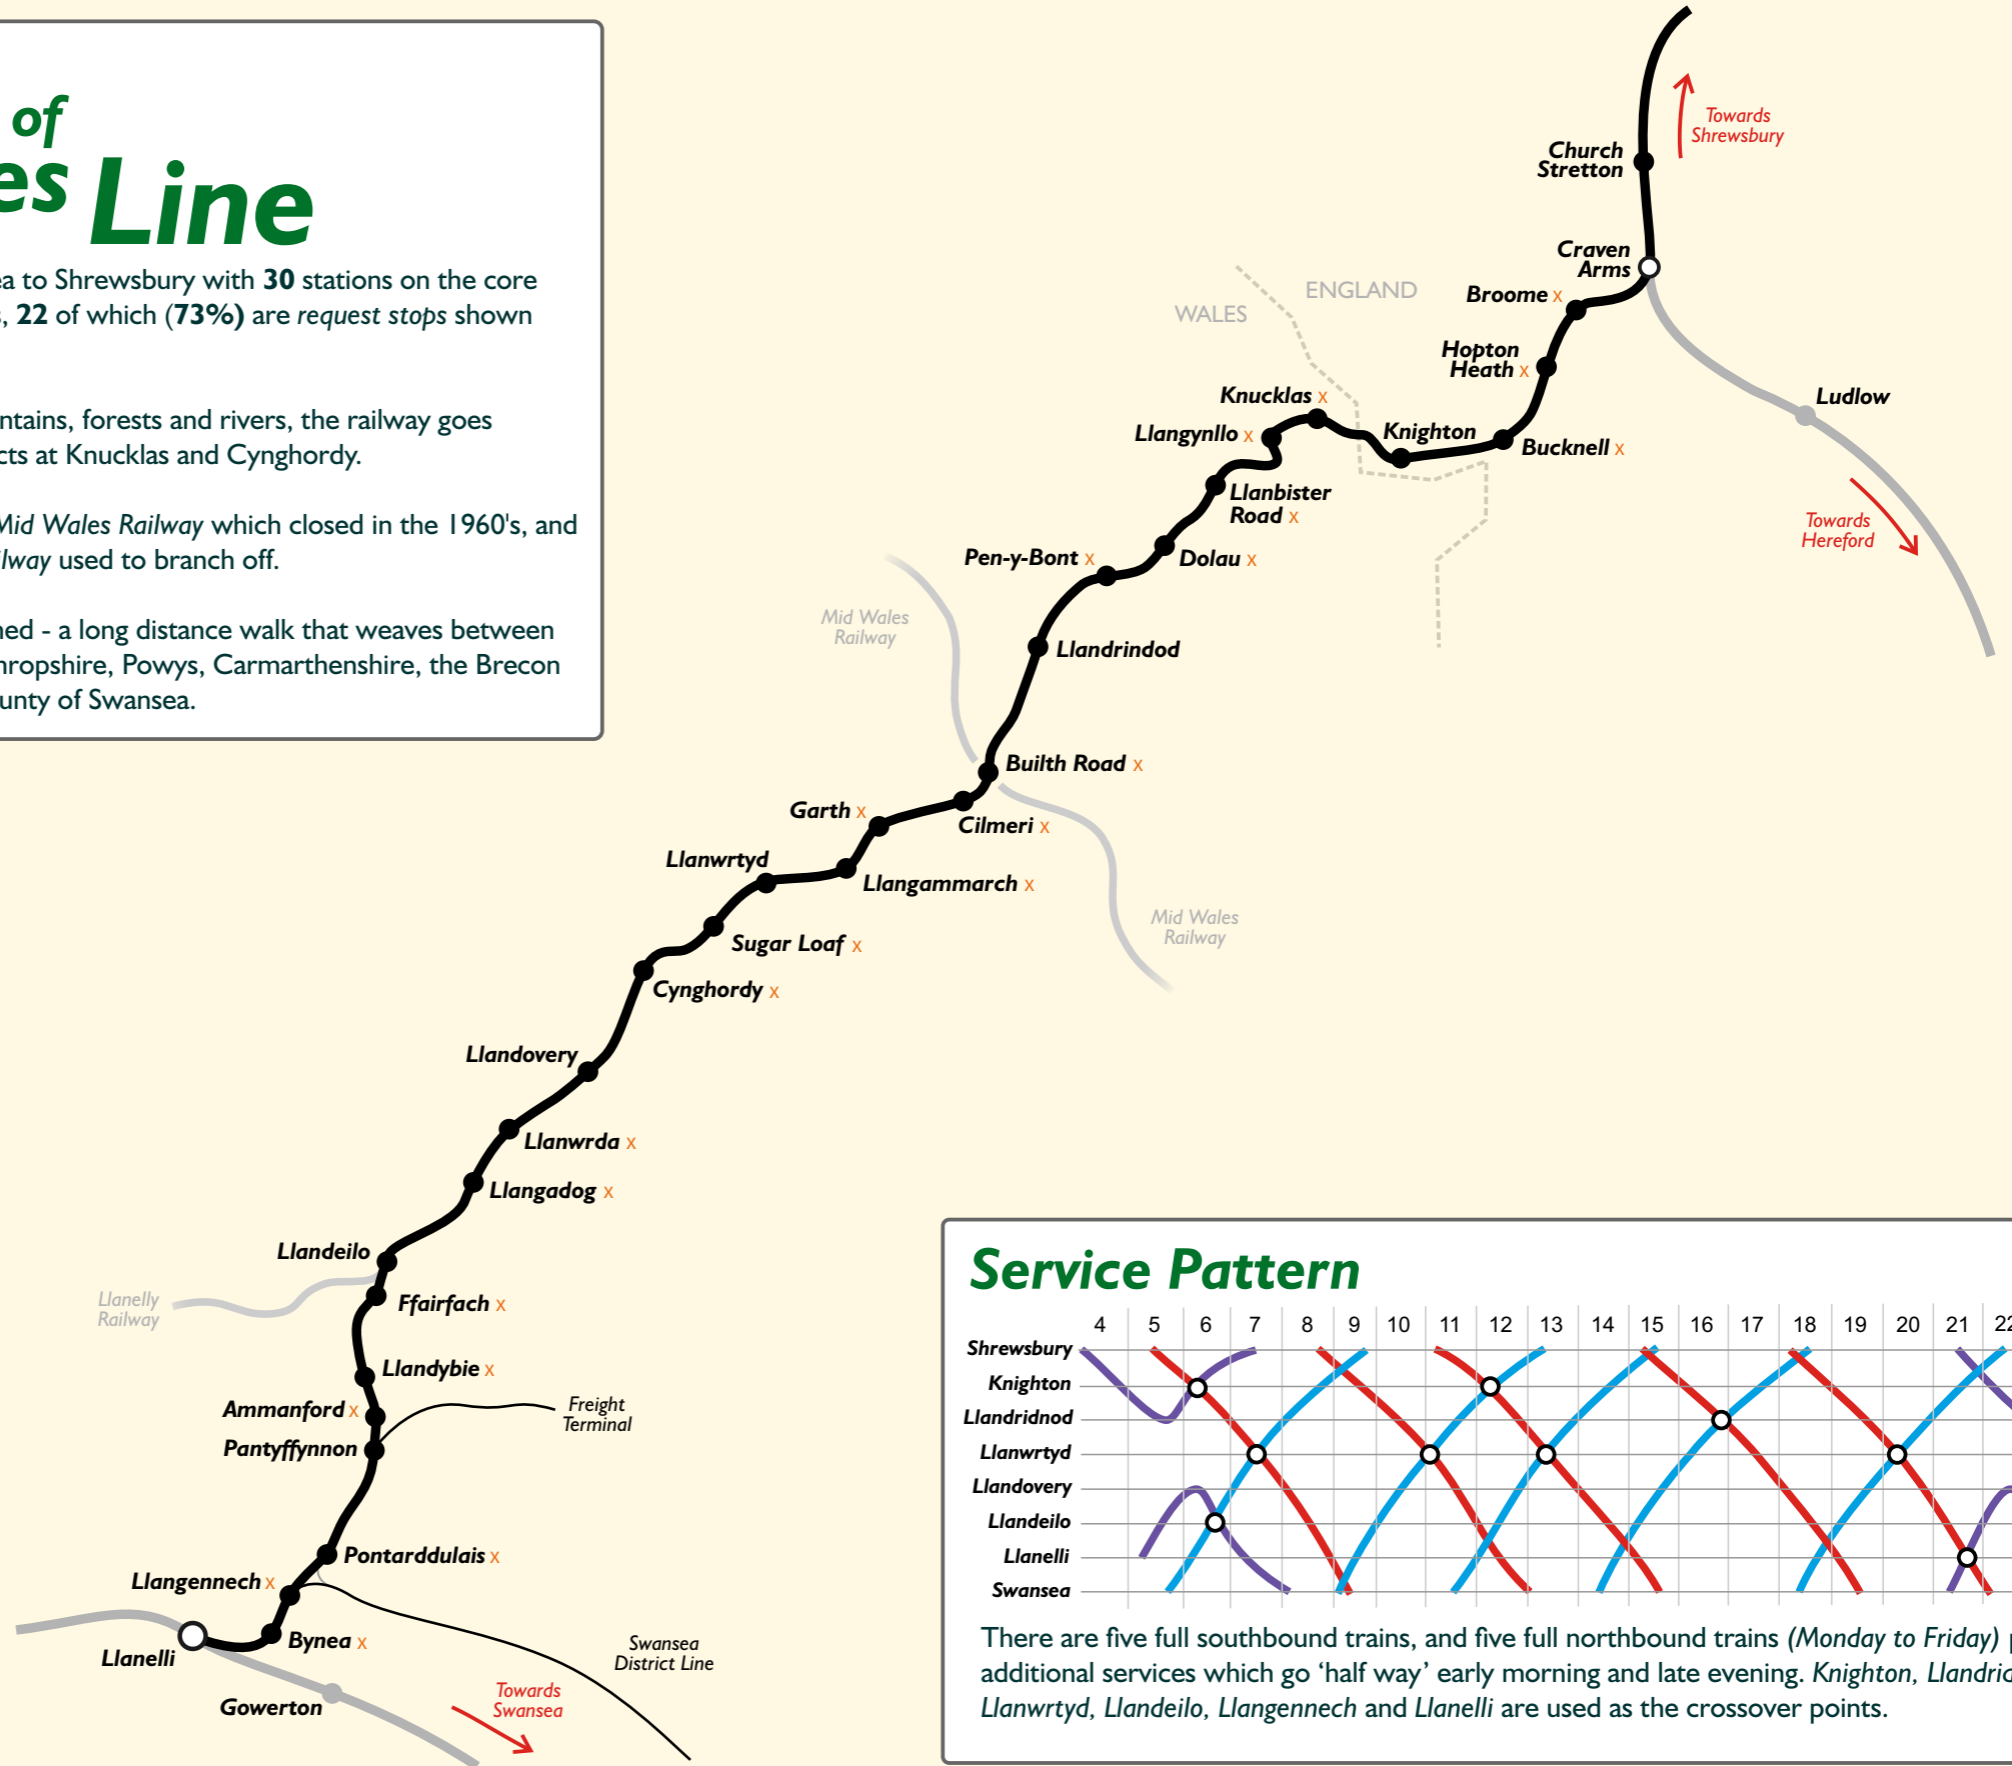 of
es Line
ea to Shrewsbury with 30 stations on the core
s, 22 of which (73%) are request stops shown
ntains, forests and rivers, the railway goes
cts at Knucklas and Cynghordy.
Mid Wales Railway which closed in the 1960's, and
ilway used to branch off.
ned - a long distance walk that weaves between
hropshire, Powys, Carmarthenshire, the Brecon
unty of Swansea.
Towards
Shrewsbury
Church
Stretton
Craven
Arms
Broome x
ENGLAND
WALES
Hopton
Heath x
Knucklas x
Ludlow
Llangynllo x
Knighton
Bucknell x
Llanbister
Road x
Towards
Hereford
Pen-y-Bont x
Dolau x
Mid Wales
Railway
Llandrindod
Builth Road x
Garth x
Cilmeri x
Llanwrtyd
Llangammarch x
Mid Wales
Railway
Sugar Loaf x
Cynghordy x
Llandovery
Llanwrda x
Llangadog x
Llandeilo
Llanelly
Railway
Ffairfach x
Llandybie x
Ammanford x
Freight
Terminal
Pantyffynnon
Pontarddulais x
Llangennech x
Bynea x
Llanelli
Swansea
District Line
Gowerton
Towards
Swansea
Service Pattern
4 5 6 7 8 9 10 11 12 13 14 15 16 17 18 19 20 21 22
Shrewsbury
Knighton
Llandridnod
Llanwrtyd
Llandovery
Llandeilo
Llanelli
Swansea
There are five full southbound trains, and five full northbound trains (Monday to Friday) p
additional services which go ‘half way’ early morning and late evening. Knighton, Llandrid
Llanwrtyd, Llandeilo, Llangennech and Llanelli are used as the crossover points.